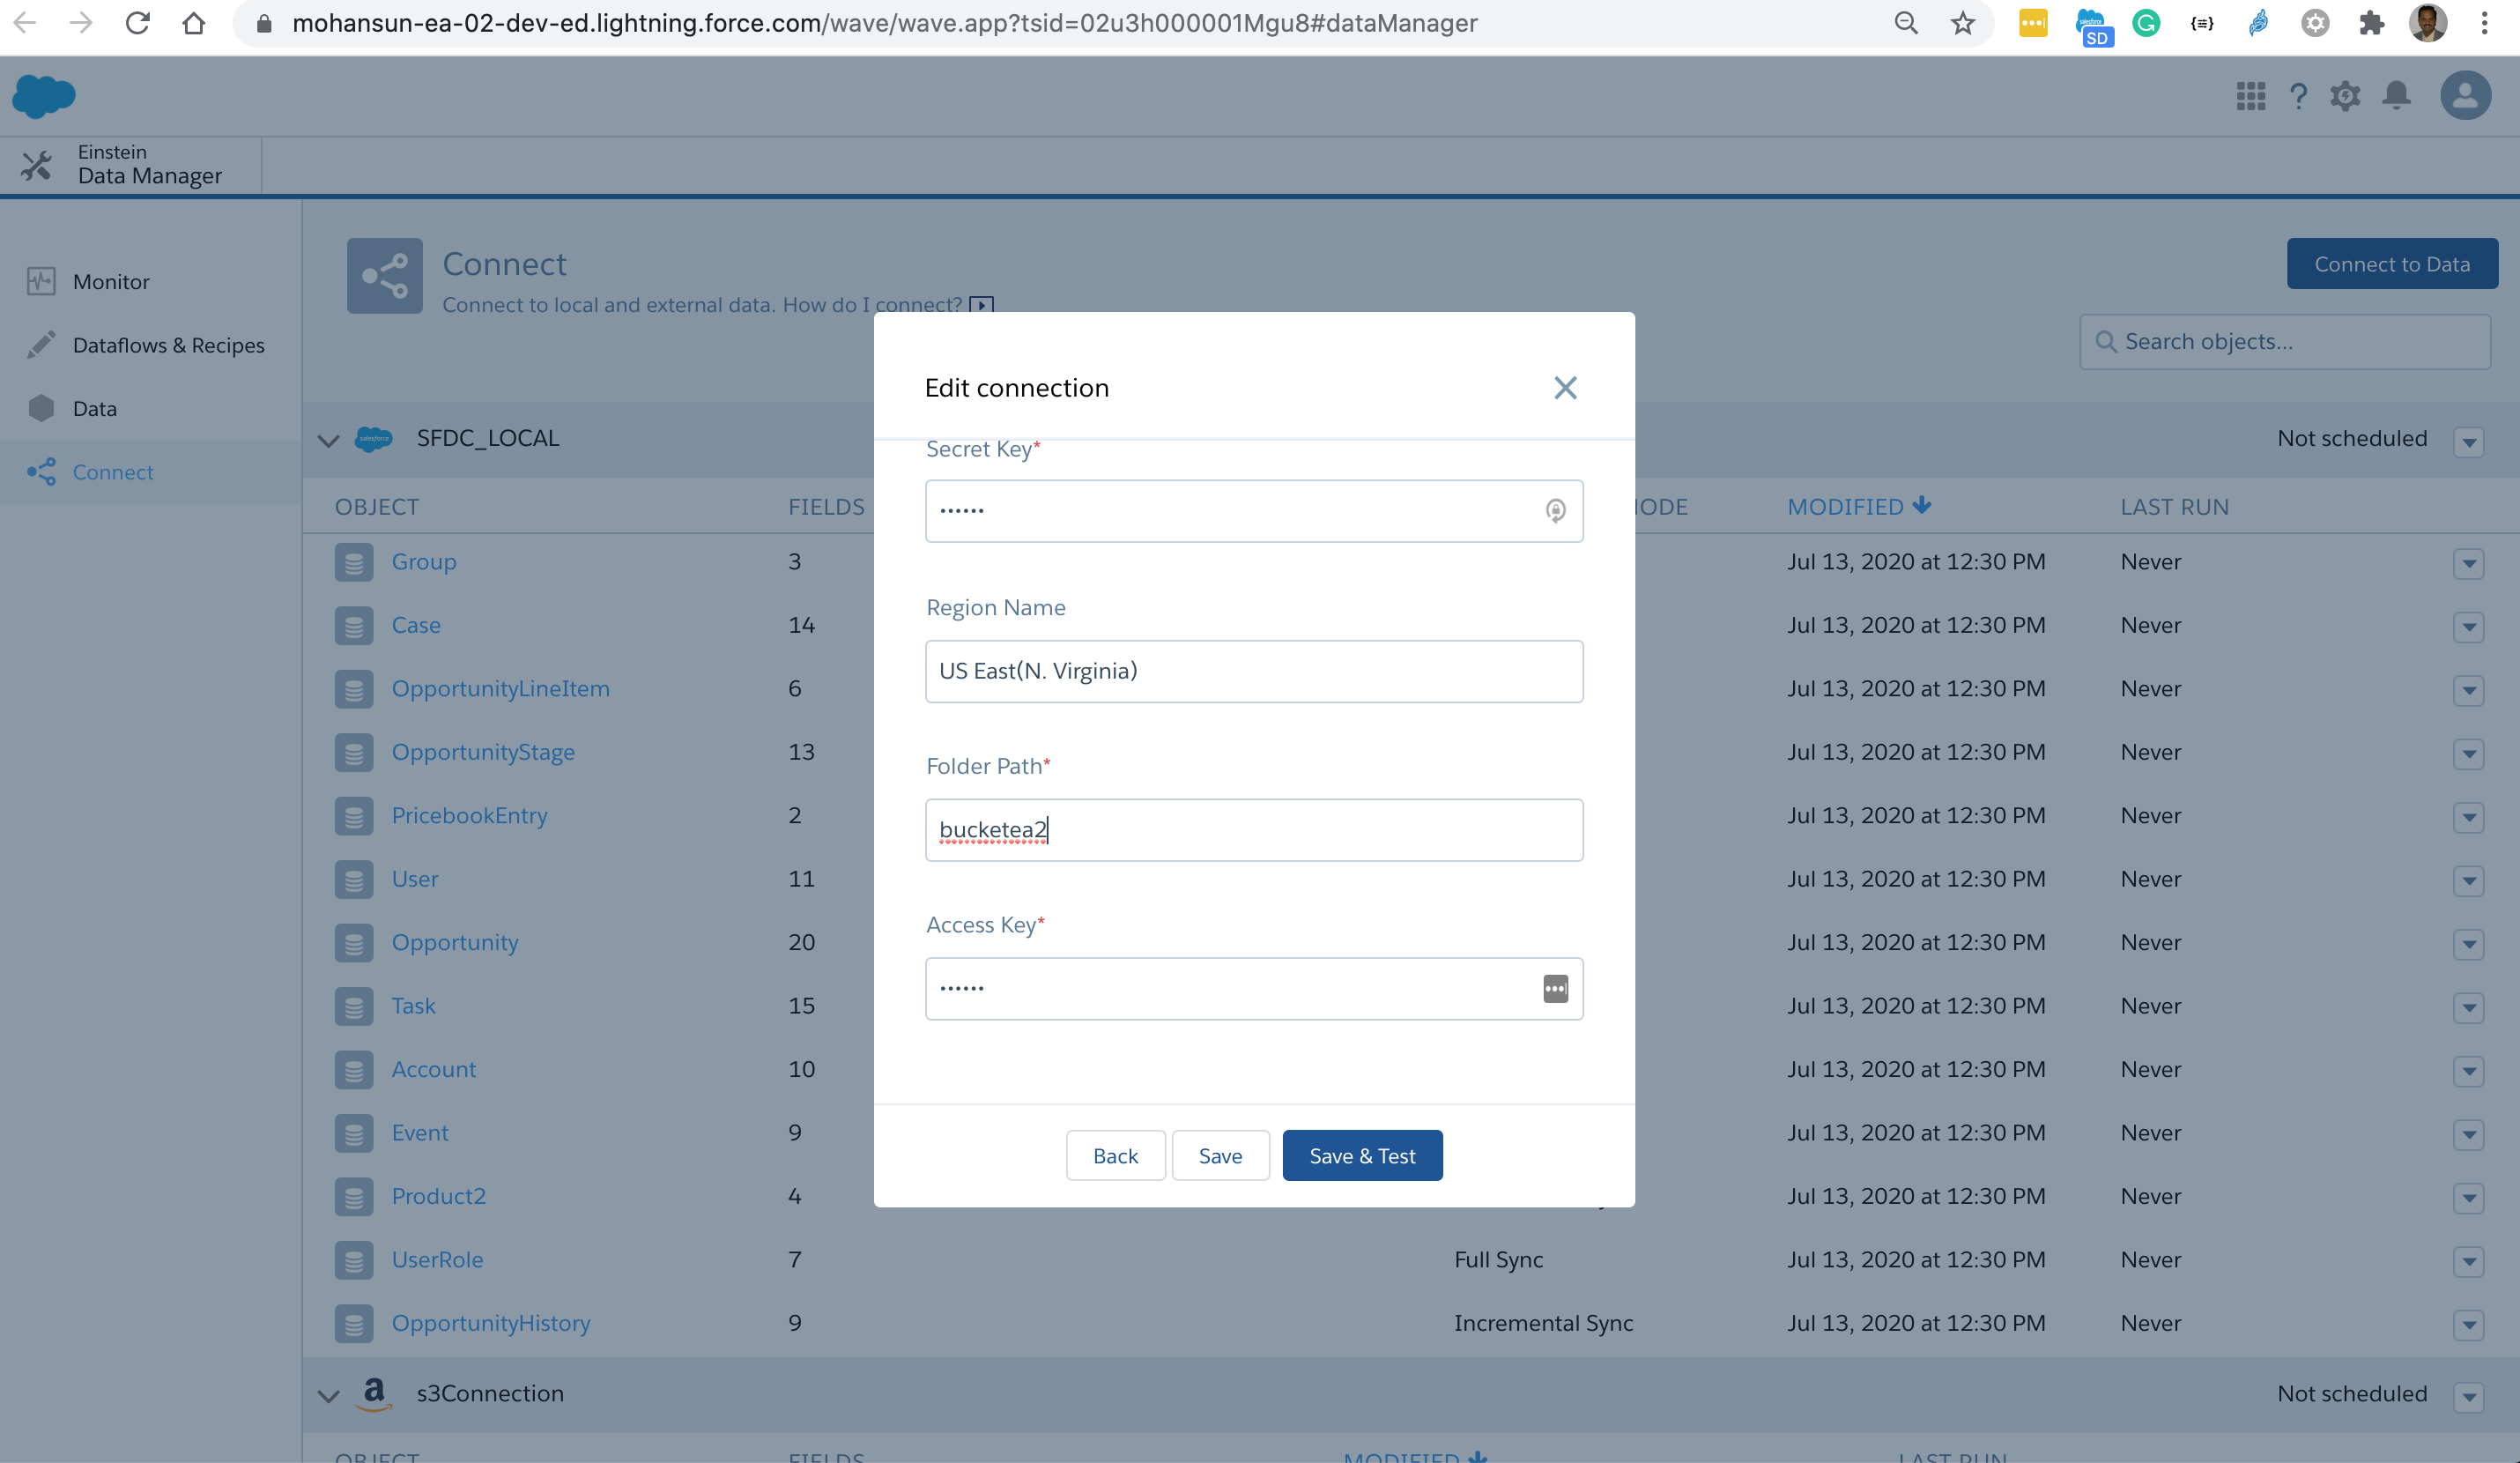 mohansun-ea-02-dev-ed.lightning.force.com/wave/wave.app?tsid=02u3h000001Mgu8#dataManager
SD
Einstein
Data Manager
Monitor
Dataflows & Recipes
Data
Connect
Connect
Connect to local and external data. How do I connect?
Connect to Data
Search objects...
salesforce SFDC_LOCAL Not scheduled
OBJECT FIELDS MODIFIED LAST RUN
Group 3 Jul 13, 2020 at 12:30 PM Never
Case 14 Jul 13, 2020 at 12:30 PM Never
OpportunityLineItem 6 Jul 13, 2020 at 12:30 PM Never
OpportunityStage 13 Jul 13, 2020 at 12:30 PM Never
PricebookEntry 2 Jul 13, 2020 at 12:30 PM Never
User 11 Jul 13, 2020 at 12:30 PM Never
Opportunity 20 Jul 13, 2020 at 12:30 PM Never
Task 15 Jul 13, 2020 at 12:30 PM Never
Account 10 Jul 13, 2020 at 12:30 PM Never
Event 9 Jul 13, 2020 at 12:30 PM Never
Product2 4 Jul 13, 2020 at 12:30 PM Never
UserRole 7 Full Sync Jul 13, 2020 at 12:30 PM Never
OpportunityHistory 9 Incremental Sync Jul 13, 2020 at 12:30 PM Never
s3Connection Not scheduled
OBJECT FIELDS MODIFIED LAST RUN
Edit connection
Secret Key*
••••••
Region Name
US East(N. Virginia)
Folder Path*
bucketea2
Access Key*
••••••
Back Save Save & Test